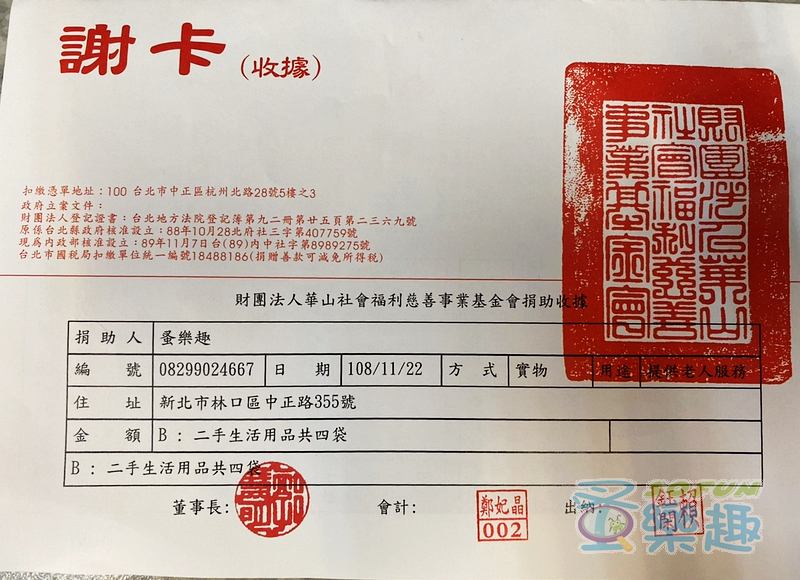 謝卡(收據)
扣繳憑單地址：100 台北市中正區杭州北路28號5樓之3
政府立案文件：
財團法人登記證書：台北地方法院登記簿第九二冊第廿五頁第二三六九號
原係台北縣政府核准設立：88年10月28北府社三字第407759號
現為內政部核准設立：89年11月7日台(89)內中社字第8989275號
台北市國稅局扣繳單位統一編號18488186(捐贈善款可減免所得稅)
財團法人華山社會福利慈善事業基金會
財團法人華山社會福利慈善事業基金會捐助收據
捐助人 蚤樂趣
編號 08299024667 日期 108/11/22 方式 實物 用途 提供老人服務
住址 新北市林口區中正路355號
金額 B : 二手生活用品共四袋
B : 二手生活用品共四袋
董事長: 會計: 鄭妃晶 002 出納:
蚤樂趣